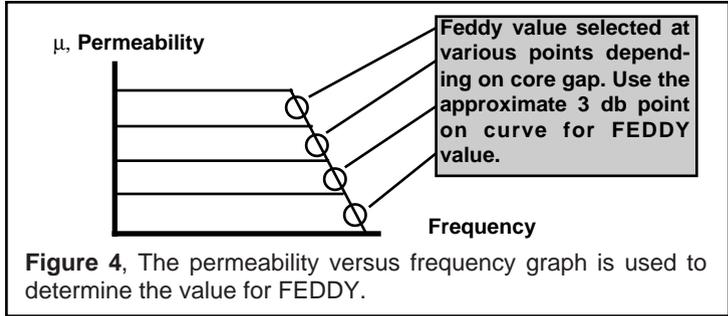 μ, Permeability
Feddy value selected at
various points depend-
ing on core gap. Use the
approximate 3 db point
on curve for FEDDY
value.
Frequency
Figure 4, The permeability versus frequency graph is used to
determine the value for FEDDY.